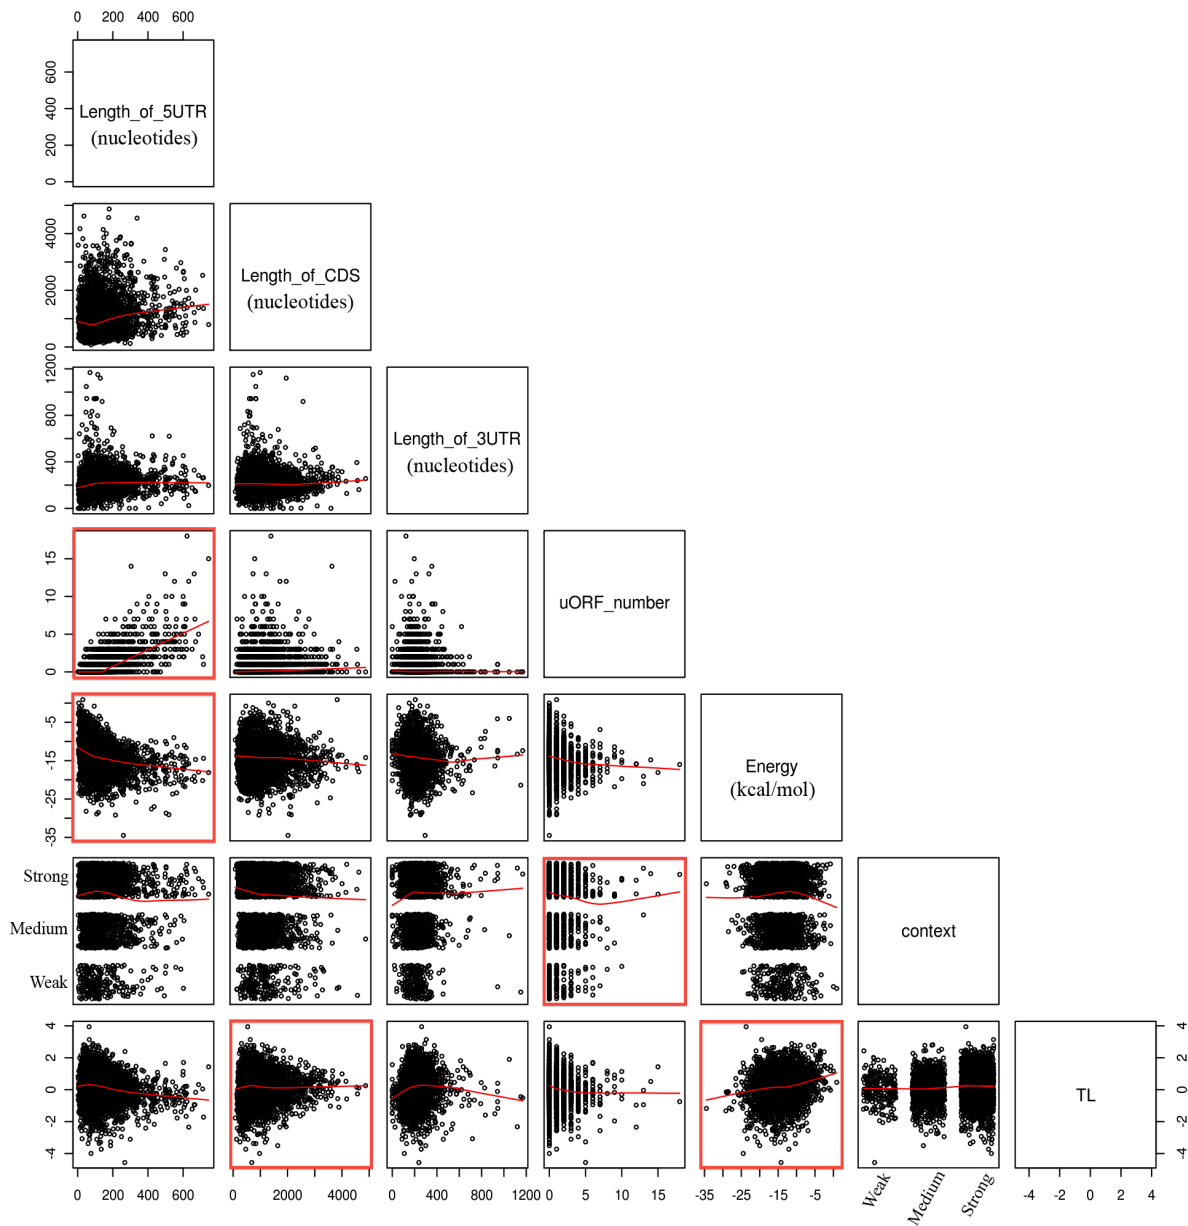 0 200 400 600
0 200 400 600
Length_of_5UTR
(nucleotides)
0 2000 4000
Length_of_CDS
(nucleotides)
0 400 800 1200
Length_of_3UTR
(nucleotides)
0 5 10 15
uORF_number
-35 -25 -15 -5
Energy
(kcal/mol)
Strong
Medium
Weak
context
-4 -2 0 2 4
TL
-4 -2 0 2 4
0 200 400 600
0 2000 4000
0 400 800 1200
0 5 10 15
-35 -25 -15 -5
Weak
Medium
Strong
-4 -2 0 2 4